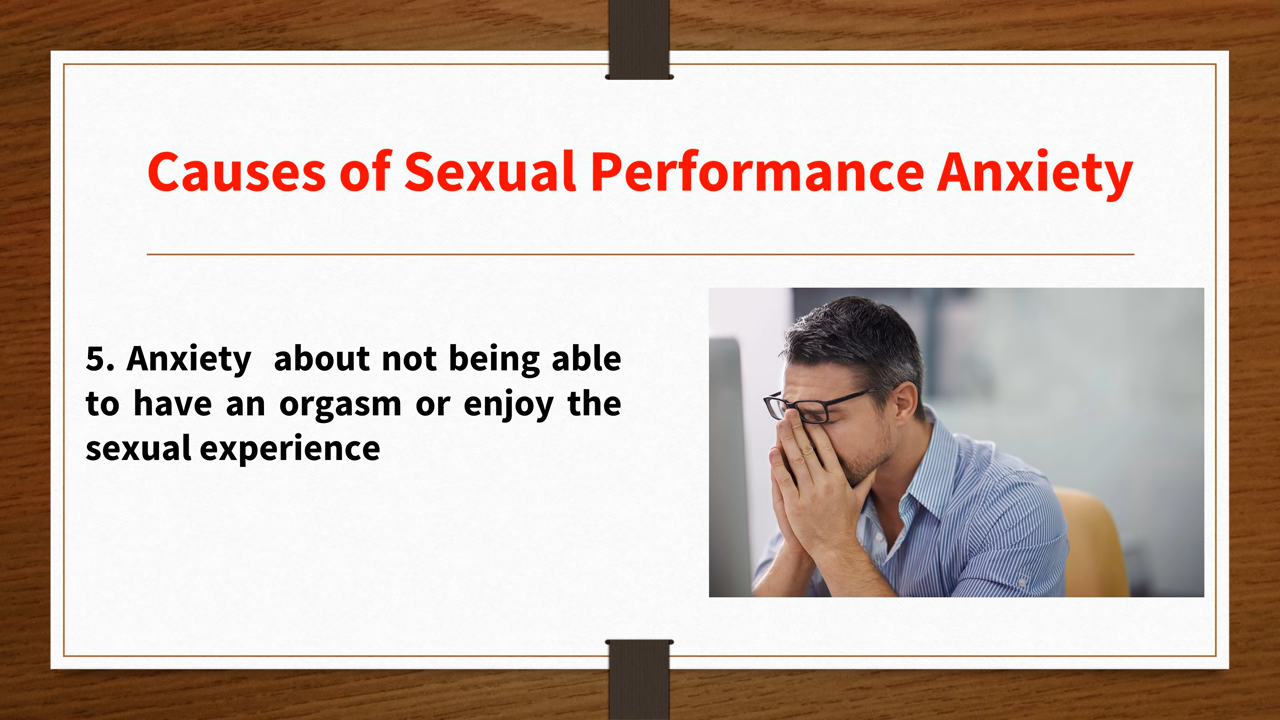 Causes of Sexual Performance Anxiety
5. Anxiety  about not being able
to have an orgasm or enjoy the
sexual experience